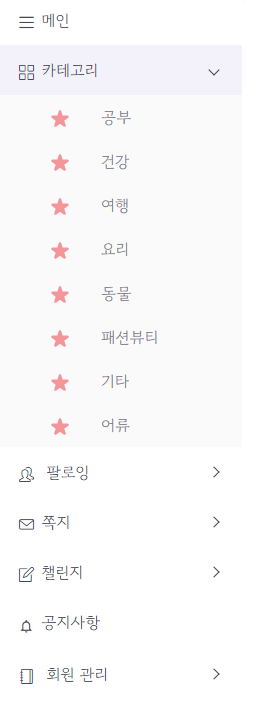 메인
카테고리
공부
건강
여행
요리
동물
패션뷰티
기타
어류
팔로잉
쪽지
챌린지
공지사항
회원 관리